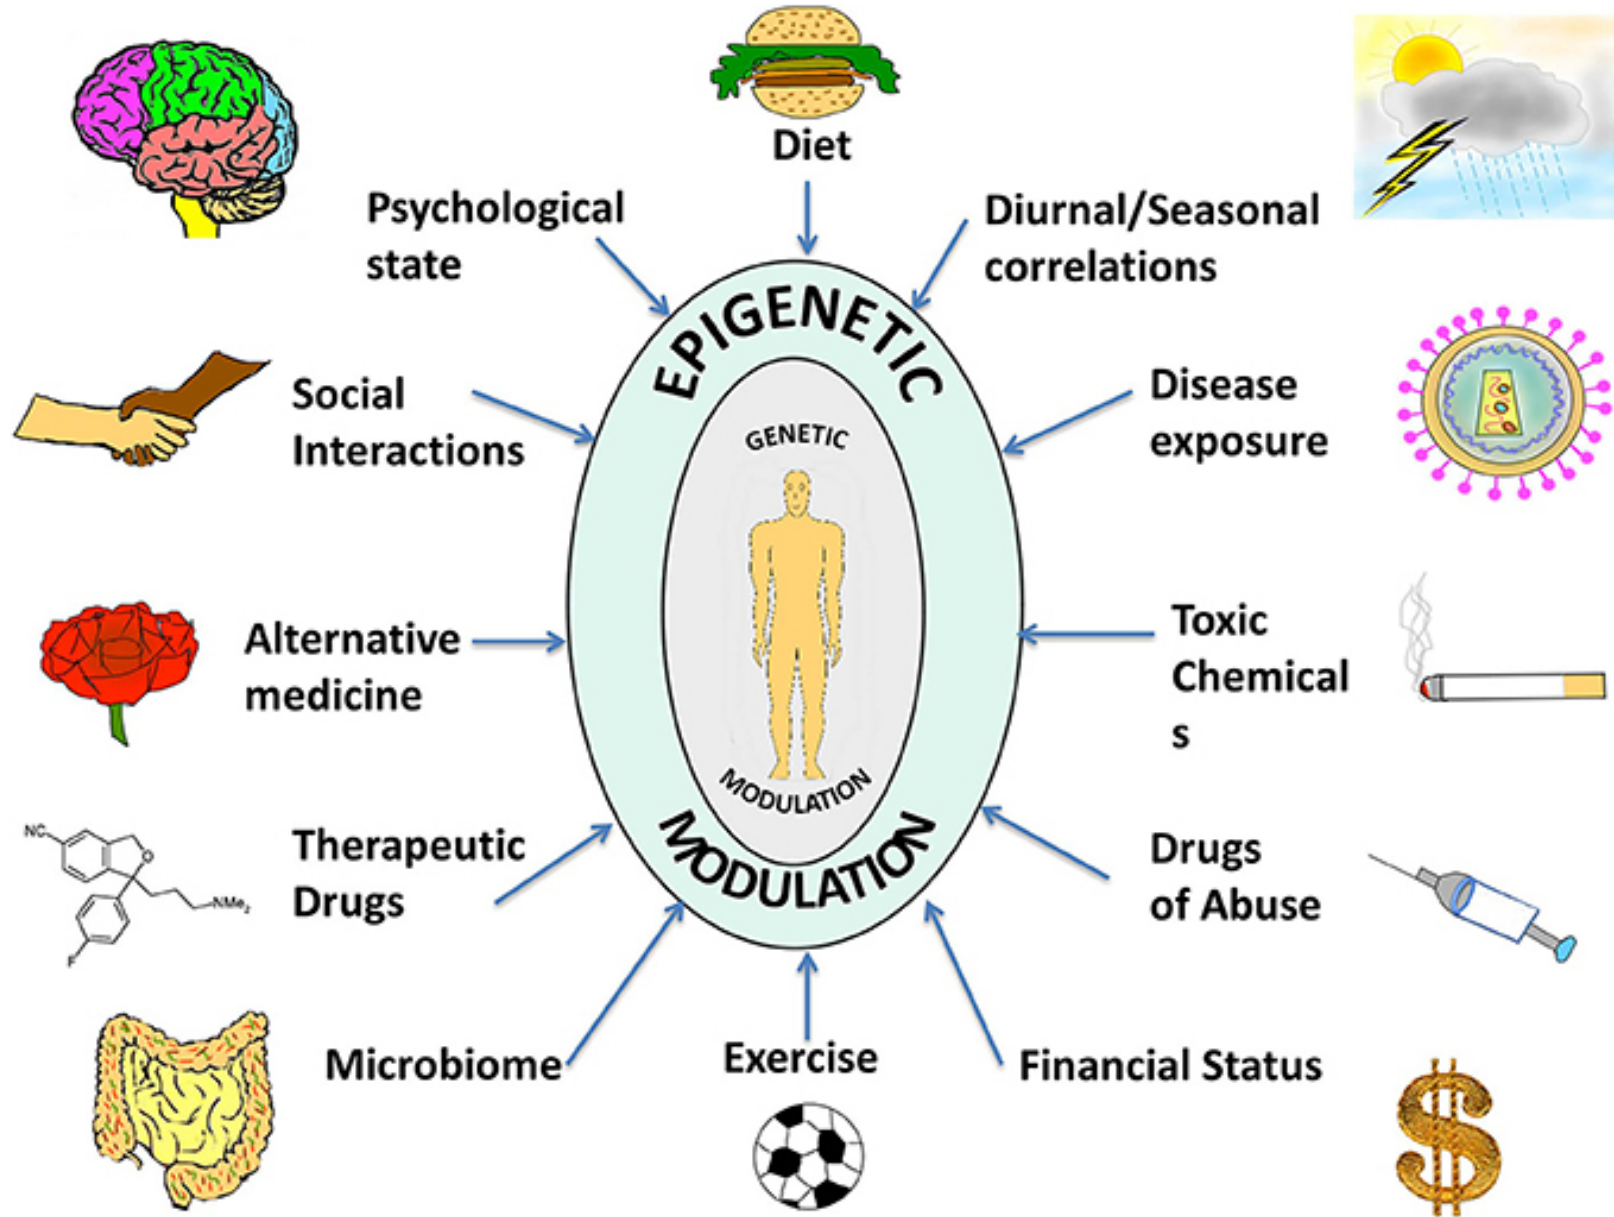 Diet
Psychological
state
Diurnal/Seasonal
correlations
EPIGENETIC
Social
Interactions
Disease
exposure
GENETIC
Alternative
medicine
Toxic
Chemical
s
MODULATION
MODULATION
Therapeutic
Drugs
NC
O
NMe2
F
Drugs
of Abuse
Microbiome
Exercise
Financial Status
$